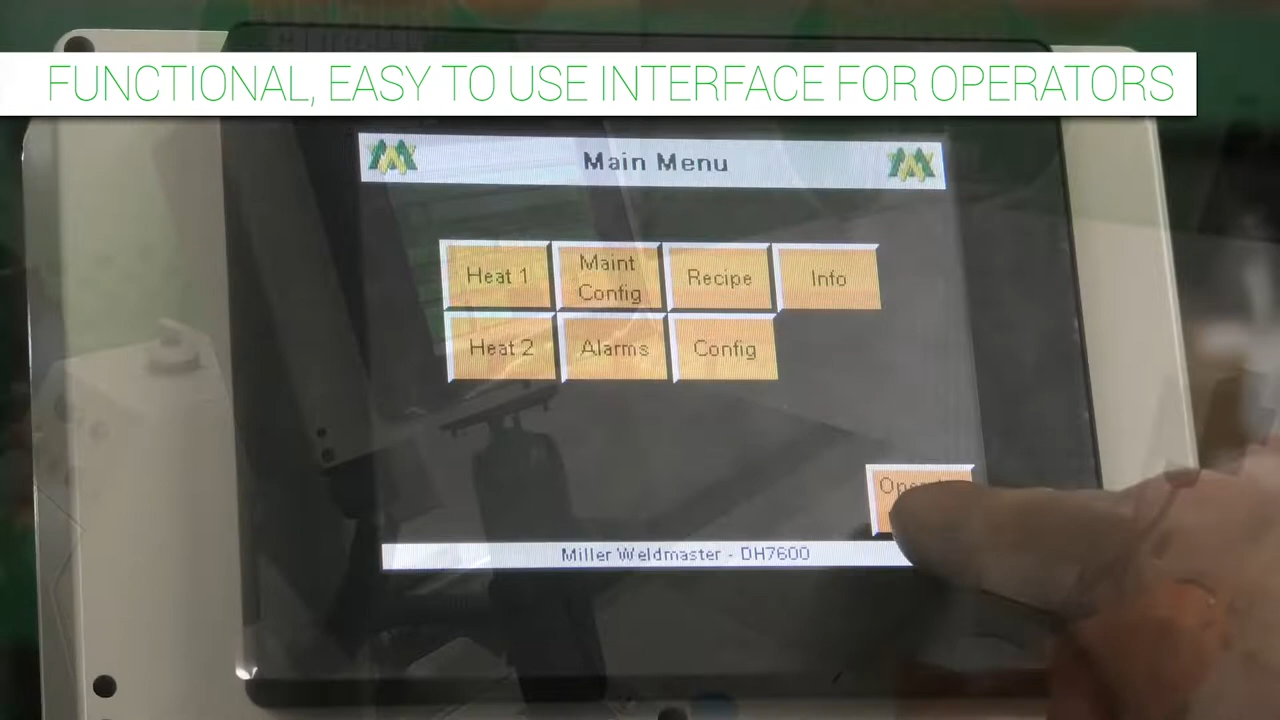 FUNCTIONAL, EASY TO USE INTERFACE FOR OPERATORS
Main Menu
Heat 1
Maint
Config
Recipe
Info
Heat 2
Alarms
Config
Miller Weldmaster - DH7600